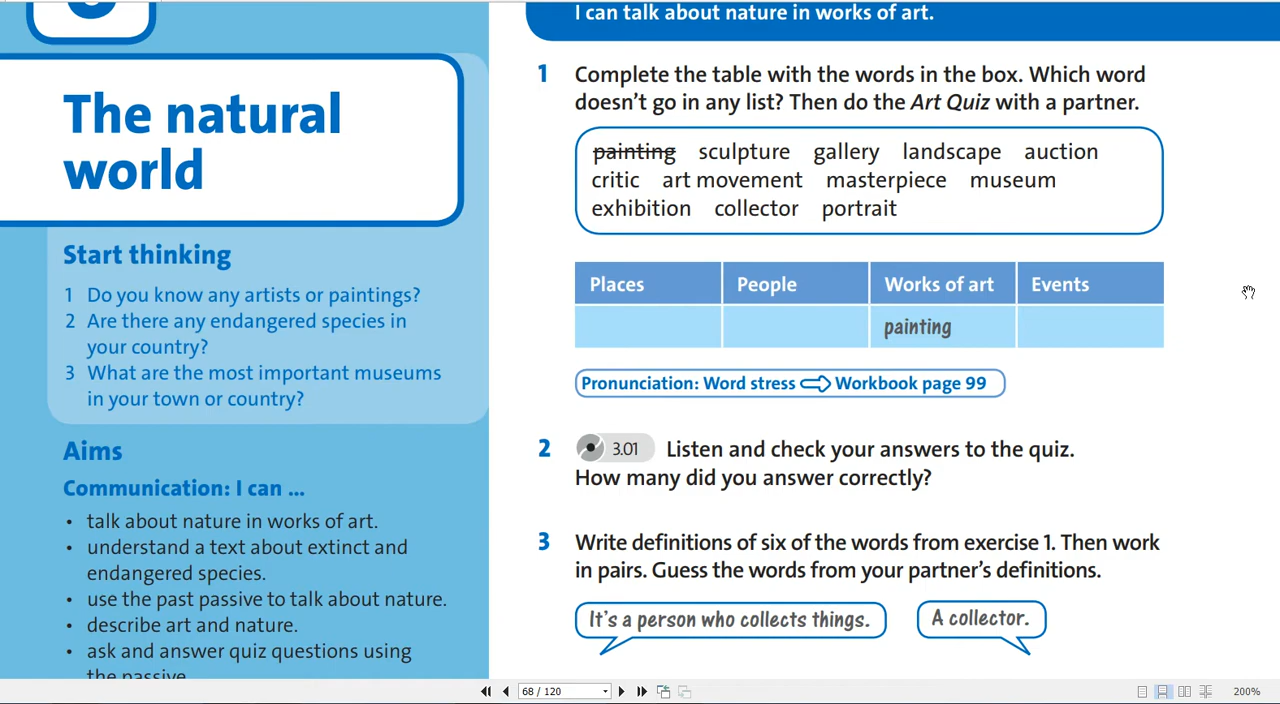 The natural
world
Start thinking
1 Do you know any artists or paintings?
2 Are there any endangered species in
your country?
3 What are the most important museums
in your town or country?
Aims
Communication: I can ...
• talk about nature in works of art.
• understand a text about extinct and
endangered species.
• use the past passive to talk about nature.
• describe art and nature.
• ask and answer quiz questions using
the passive
I can talk about nature in works of art.
1 Complete the table with the words in the box. Which word
doesn't go in any list? Then do the Art Quiz with a partner.
painting sculpture gallery landscape auction
critic art movement masterpiece museum
exhibition collector portrait
Places People Works of art Events
painting
Pronunciation: Word stress ⇨ Workbook page 99
2 3.01 Listen and check your answers to the quiz.
How many did you answer correctly?
3 Write definitions of six of the words from exercise 1. Then work
in pairs. Guess the words from your partner's definitions.
It's a person who collects things. A collector.
68 / 120
200%